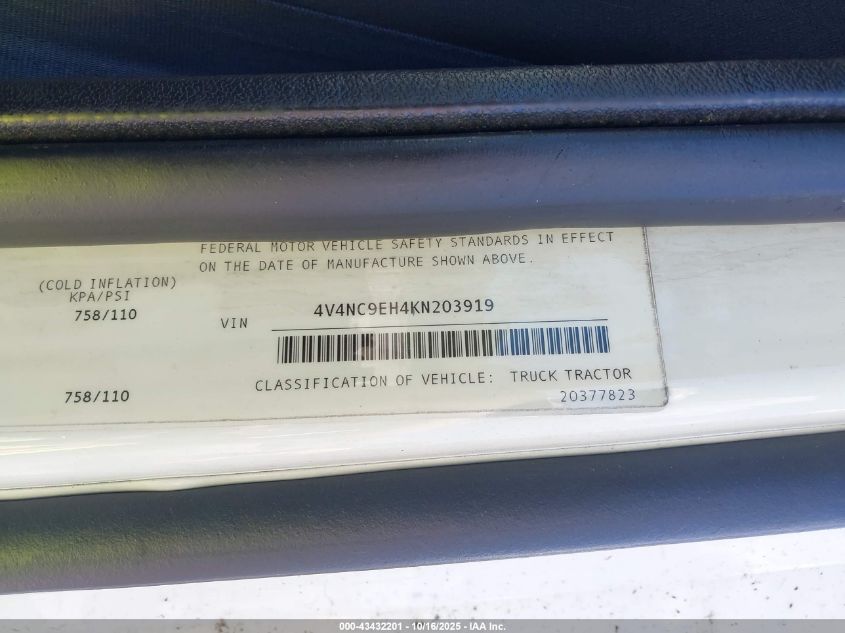 FEDERAL MOTOR VEHICLE SAFETY STANDARDS IN EFFECT
ON THE DATE OF MANUFACTURE SHOWN ABOVE.
(COLD INFLATION)
KPA/PSI
758/110
VIN 4V4NC9EH4KN203919
758/110
CLASSIFICATION OF VEHICLE: TRUCK TRACTOR
20377823
000-43432201 - 10/16/2025 - IAA Inc.